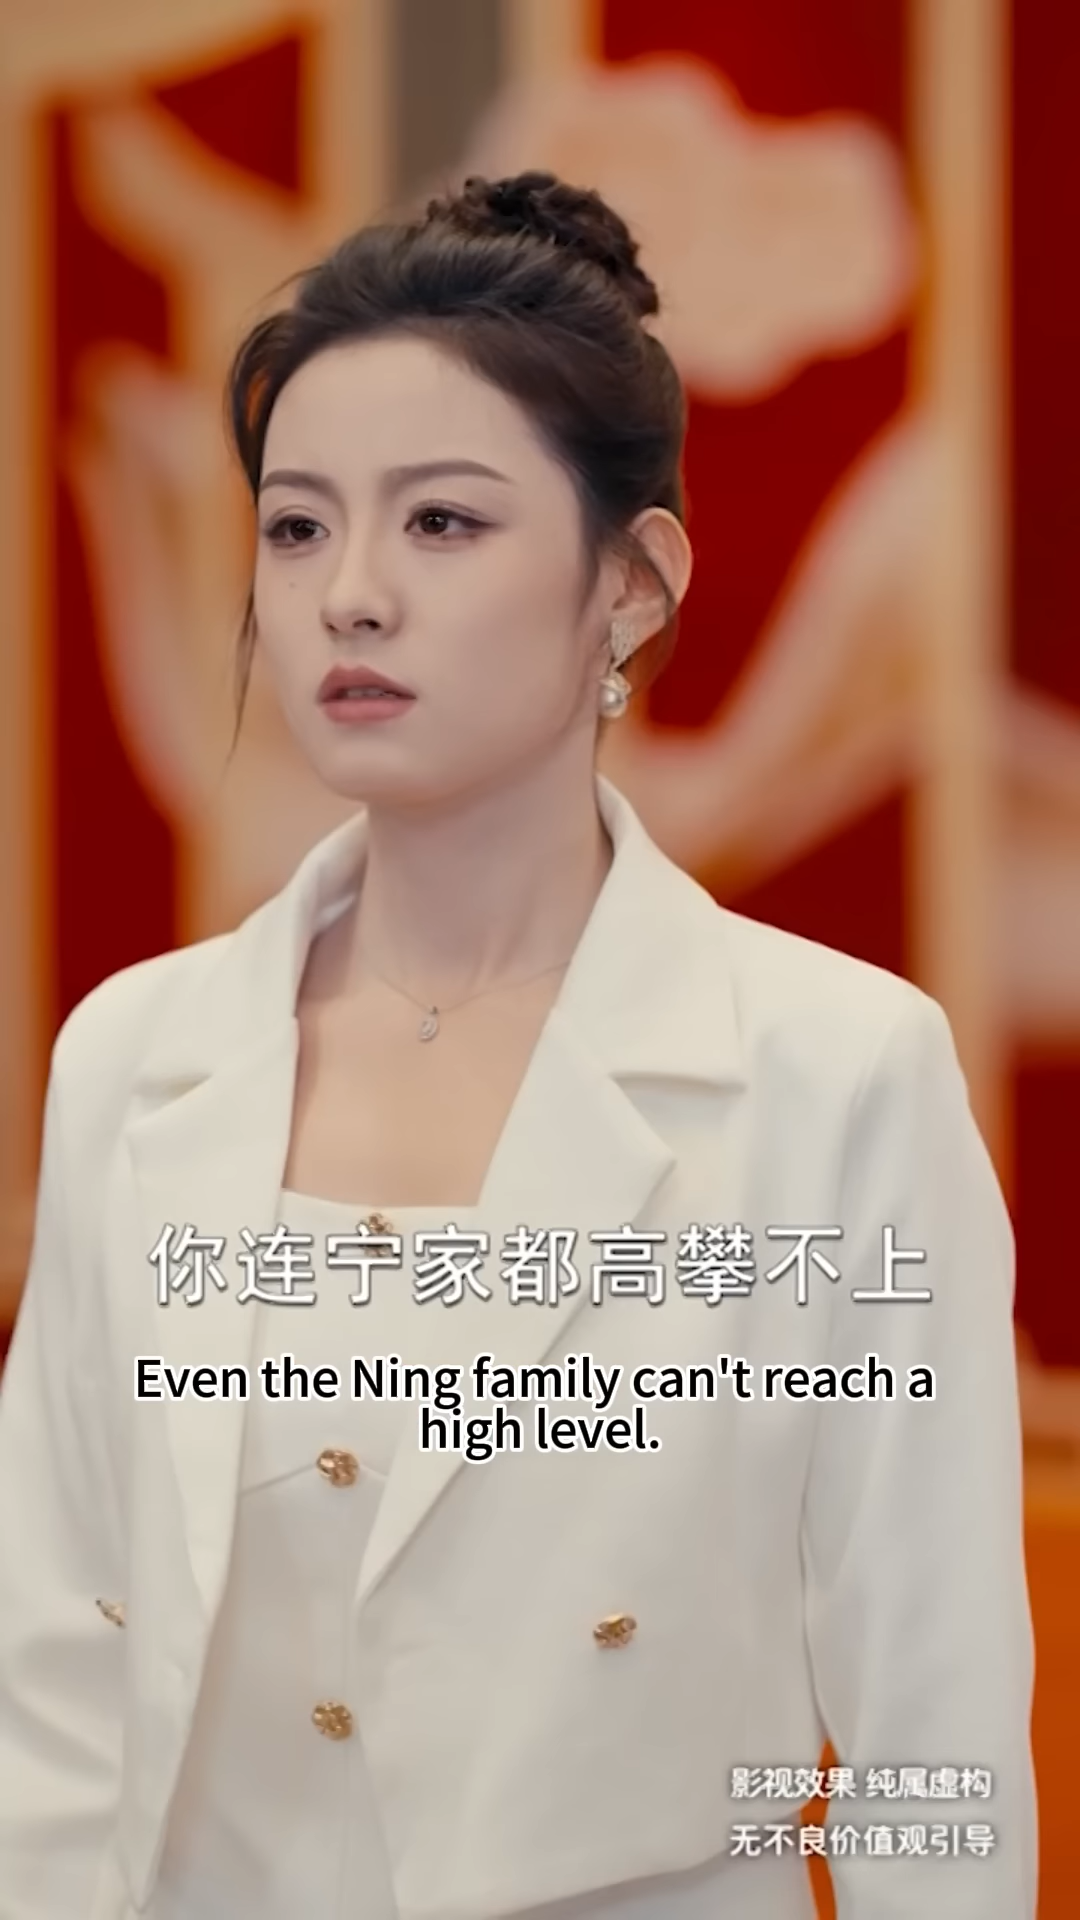 你连宁家都高攀不上
Even the Ning family can't reach a
high level.
影视效果 纯属虚构
无不良价值观引导